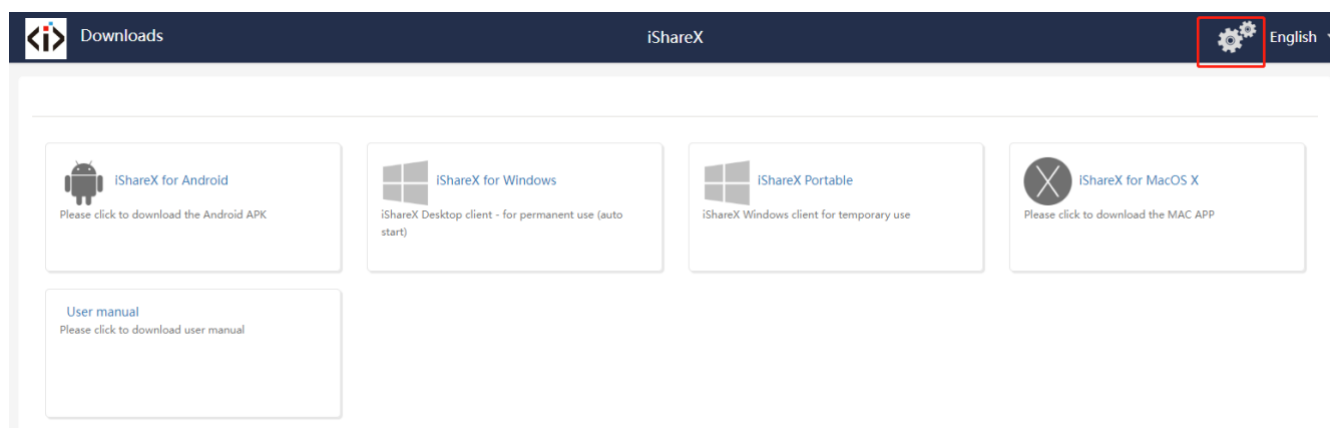 <i> Downloads iShareX English
iShareX for Android
Please click to download the Android APK
iShareX for Windows
iShareX Desktop client - for permanent use (auto
start)
iShareX Portable
iShareX Windows client for temporary use
iShareX for MacOS X
Please click to download the MAC APP
User manual
Please click to download user manual